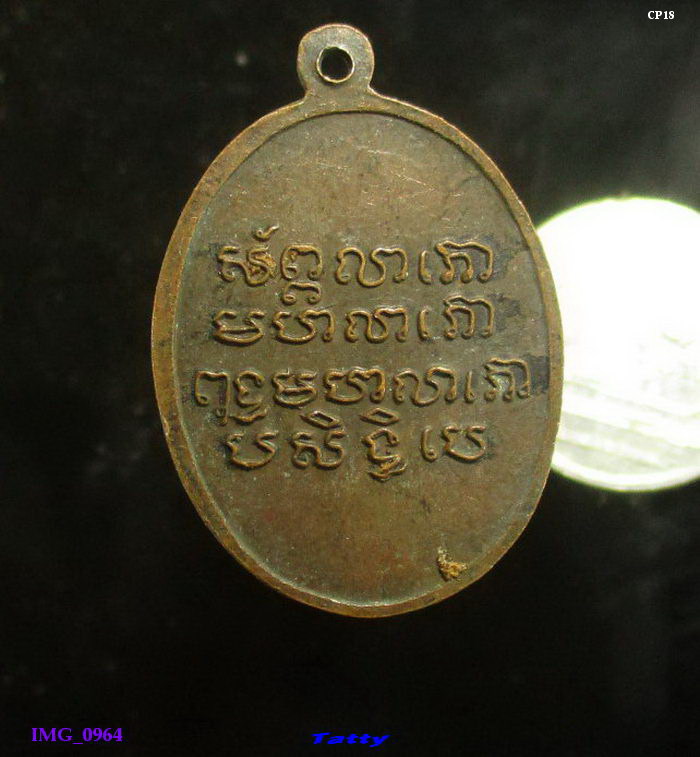 CP18
សព្ពលាភោ
មហាលាភោ
ពុទ្ធមហាលាភោ
បសិទ្ធិមេ
IMG_0964
Tatty